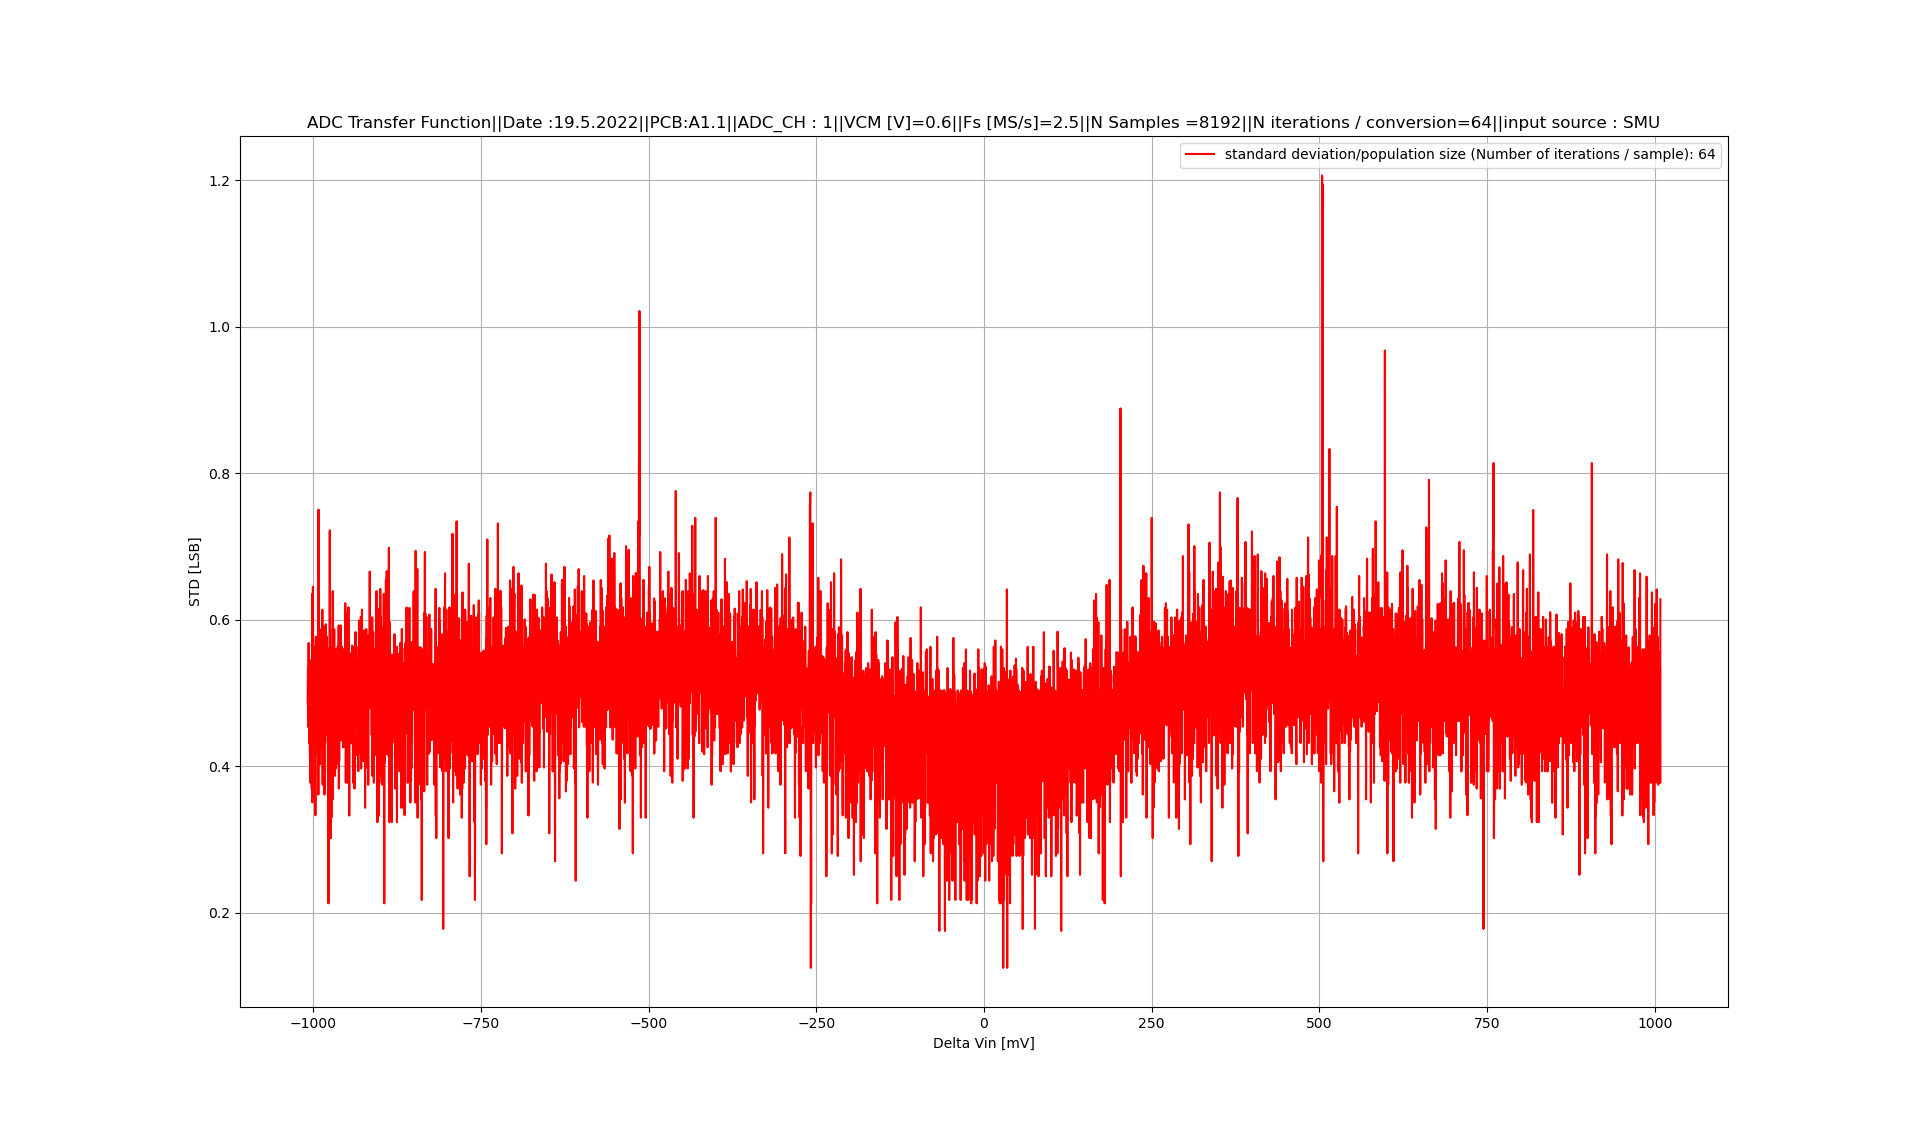 ADC Transfer Function||Date :19.5.2022||PCB:A1.1||ADC_CH : 1||VCM [V]=0.6||Fs [MS/s]=2.5||N Samples =8192||N iterations / conversion=64||input source : SMU
standard deviation/population size (Number of iterations / sample): 64
1.2
1.0
0.8
0.6
0.4
0.2
STD [LSB]
−1000 −750 −500 −250 0 250 500 750 1000
Delta Vin [mV]